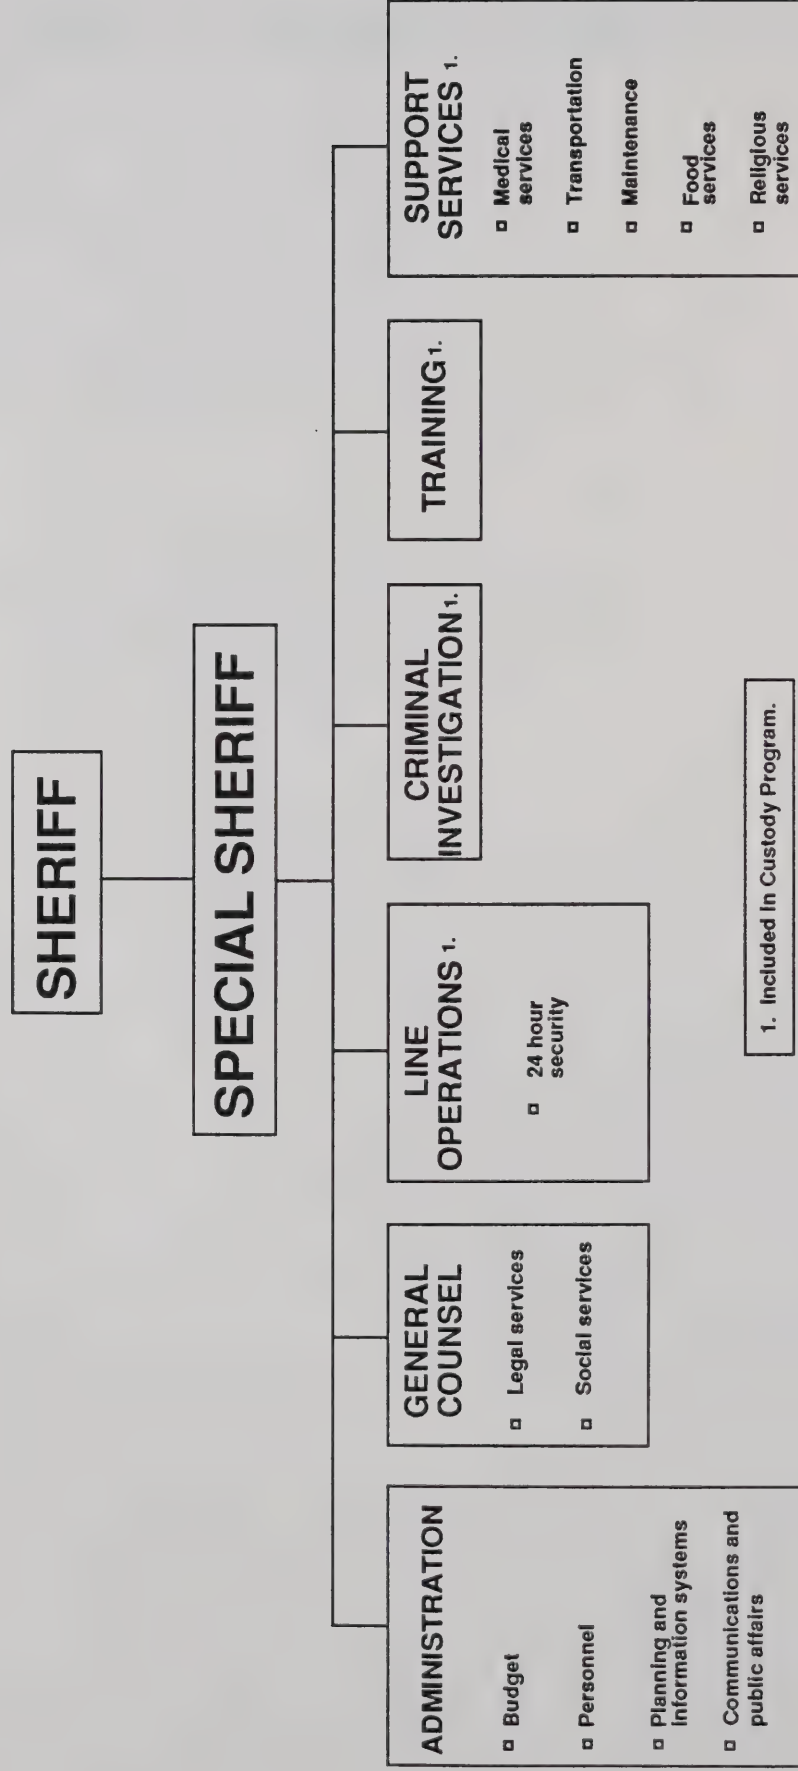 SHERIFF
SPECIAL SHERIFF
ADMINISTRATION
▫ Budget
▫ Personnel
▫ Planning and
Information systems
▫ Communications and
public affairs
GENERAL
COUNSEL
▫ Legal services
▫ Social services
LINE
OPERATIONS 1.
▫ 24 hour
security
CRIMINAL
INVESTIGATION 1.
TRAINING 1.
SUPPORT
SERVICES 1.
▫ Medical
services
▫ Transportation
▫ Maintenance
▫ Food
services
▫ Religious
services
1. Included In Custody Program.